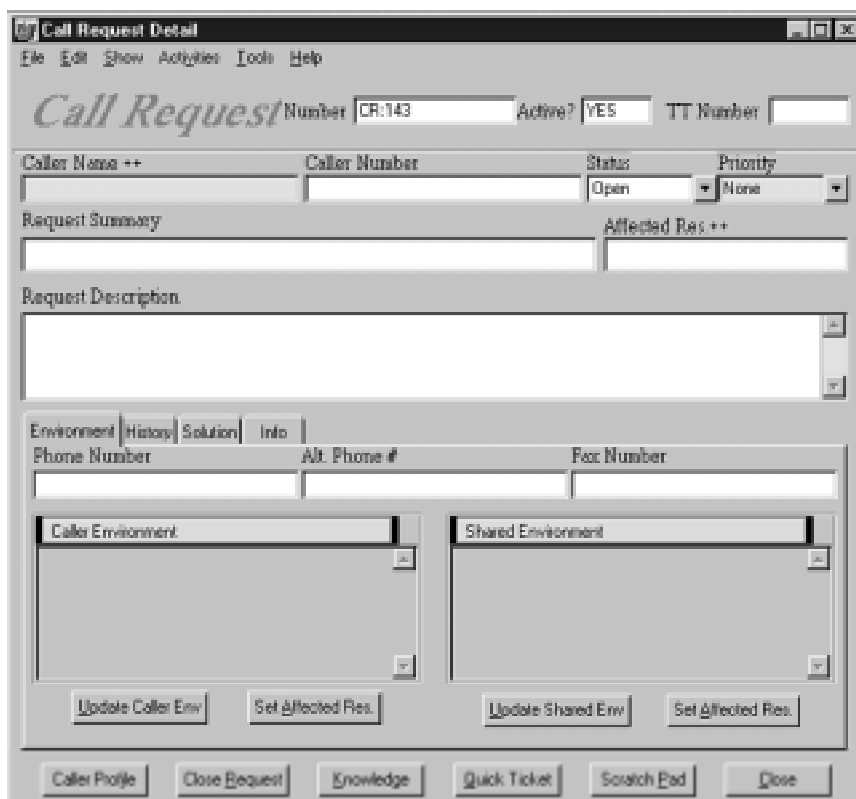 Call Request Detail
File Edit Show Activities Tools Help
Call Request Number CR:143 Active? YES TT Number
Caller Name ++ Caller Number Status Priority
Open None
Request Summary Affected Res.++
Request Description
Environment History Solution Info
Phone Number Alt. Phone # Fax Number
Caller Environment Shared Environment
Update Caller Env Set Affected Res. Update Shared Env Set Affected Res.
Caller Profile Close Request Knowledge Quick Ticket Scratch Pad Close